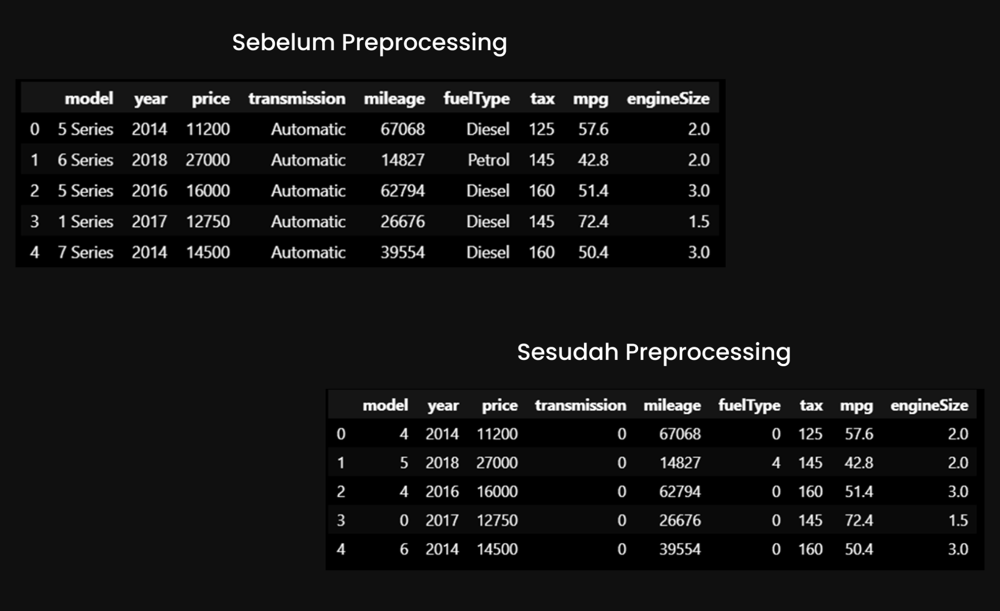 Sebelum Preprocessing
model year price transmission mileage fuelType tax mpg engineSize
0 5 Series 2014 11200 Automatic 67068 Diesel 125 57.6 2.0
1 6 Series 2018 27000 Automatic 14827 Petrol 145 42.8 2.0
2 5 Series 2016 16000 Automatic 62794 Diesel 160 51.4 3.0
3 1 Series 2017 12750 Automatic 26676 Diesel 145 72.4 1.5
4 7 Series 2014 14500 Automatic 39554 Diesel 160 50.4 3.0
Sesudah Preprocessing
model year price transmission mileage fuelType tax mpg engineSize
0 4 2014 11200 0 67068 0 125 57.6 2.0
1 5 2018 27000 0 14827 4 145 42.8 2.0
2 4 2016 16000 0 62794 0 160 51.4 3.0
3 0 2017 12750 0 26676 0 145 72.4 1.5
4 6 2014 14500 0 39554 0 160 50.4 3.0